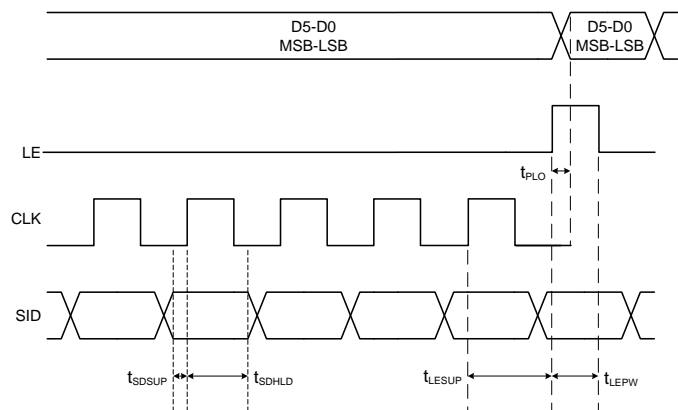 D5-D0 D5-D0
MSB-LSB MSB-LSB
LE
tPLO
CLK
SID
tSDSUP tSDHLD tLESUP tLEPW